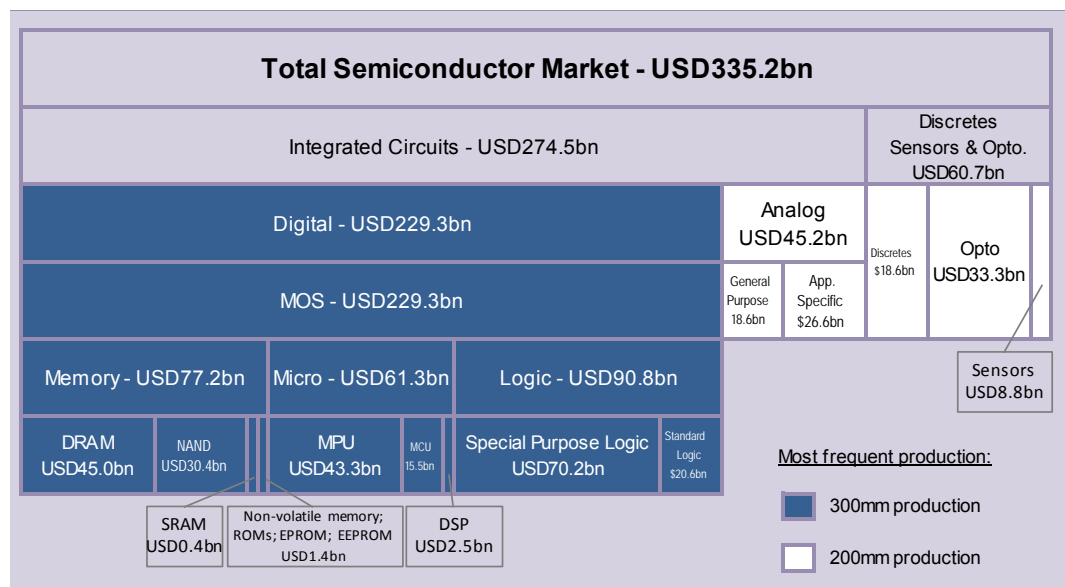 Total Semiconductor Market - USD335.2bn
Integrated Circuits - USD274.5bn
Discretes
Sensors & Opto.
USD60.7bn
Digital - USD229.3bn
Analog
USD45.2bn
Discretes
$18.6bn
Opto
USD33.3bn
MOS - USD229.3bn
General
Purpose
18.6bn
App.
Specific
$26.6bn
Sensors
USD8.8bn
Memory - USD77.2bn
Micro - USD61.3bn
Logic - USD90.8bn
DRAM
USD45.0bn
NAND
USD30.4bn
MPU
USD43.3bn
MCU
15.5bn
Special Purpose Logic
USD70.2bn
Standard
Logic
$20.6bn
SRAM
USD0.4bn
Non-volatile memory;
ROMs; EPROM; EEPROM
USD1.4bn
DSP
USD2.5bn
Most frequent production:
300mm production
200mm production